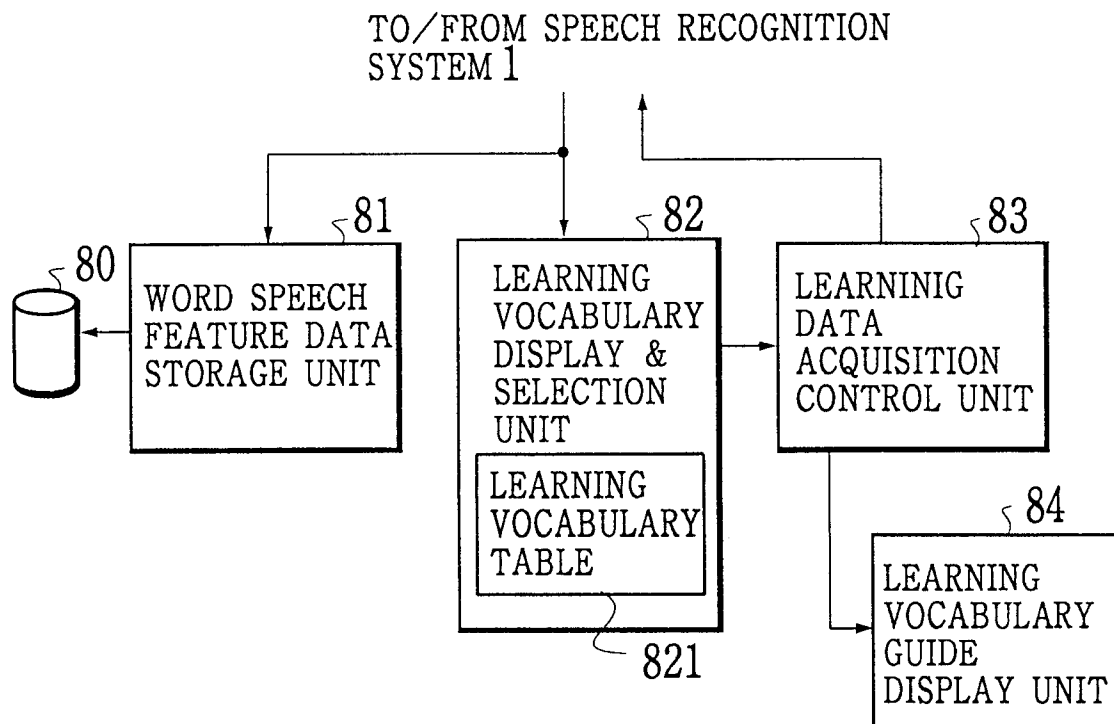 TO/FROM SPEECH RECOGNITION
SYSTEM 1
80
81
WORD SPEECH
FEATURE DATA
STORAGE UNIT
82
LEARNING
VOCABULARY
DISPLAY &
SELECTION
UNIT
LEARNING
VOCABULARY
TABLE
821
83
LEARNINIG
DATA
ACQUISITION
CONTROL UNIT
84
LEARNING
VOCABULARY
GUIDE
DISPLAY UNIT